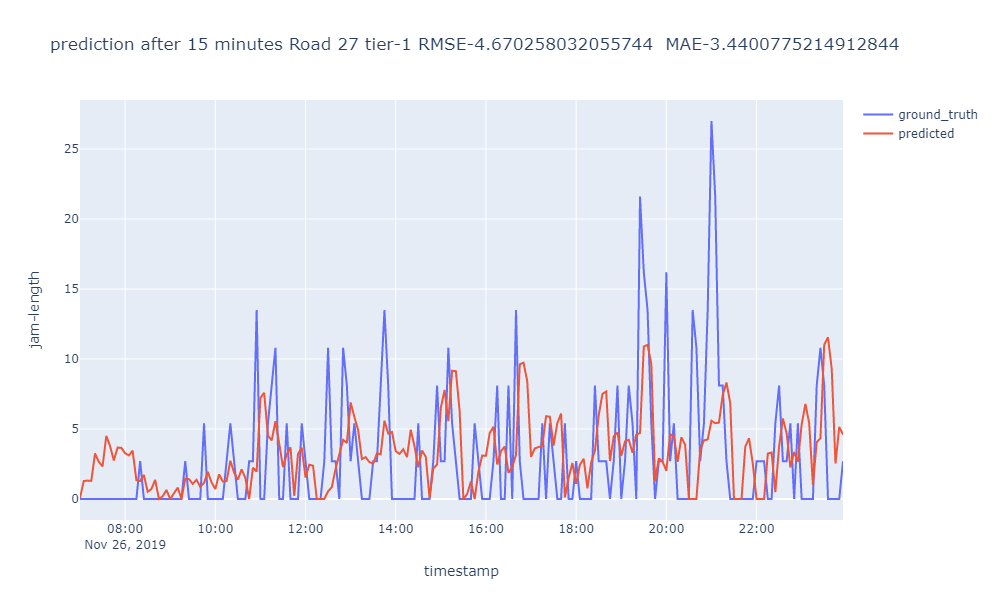 prediction after 15 minutes Road 27 tier-1 RMSE-4.670258032055744  MAE-3.4400775214912844
ground_truth
predicted
25
20
15
10
5
0
jam-length
08:00
10:00
12:00
14:00
16:00
18:00
20:00
22:00
Nov 26, 2019
timestamp